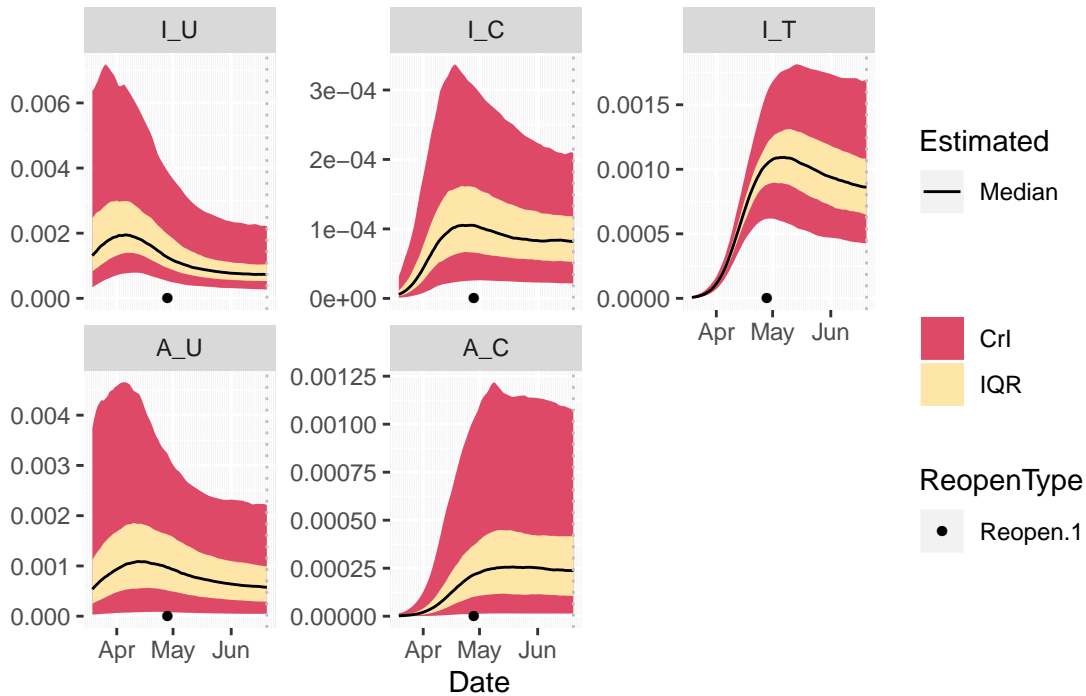 I_U
I_C
I_T
0.006
0.004
0.002
0.000
3e−04
2e−04
1e−04
0e+00
0.0015
0.0010
0.0005
0.0000
Apr May Jun
A_U
A_C
0.004
0.003
0.002
0.001
0.000
0.00125
0.00100
0.00075
0.00050
0.00025
0.00000
Apr May Jun
Apr May Jun
Date
Estimated
Median
CrI
IQR
ReopenType
Reopen.1